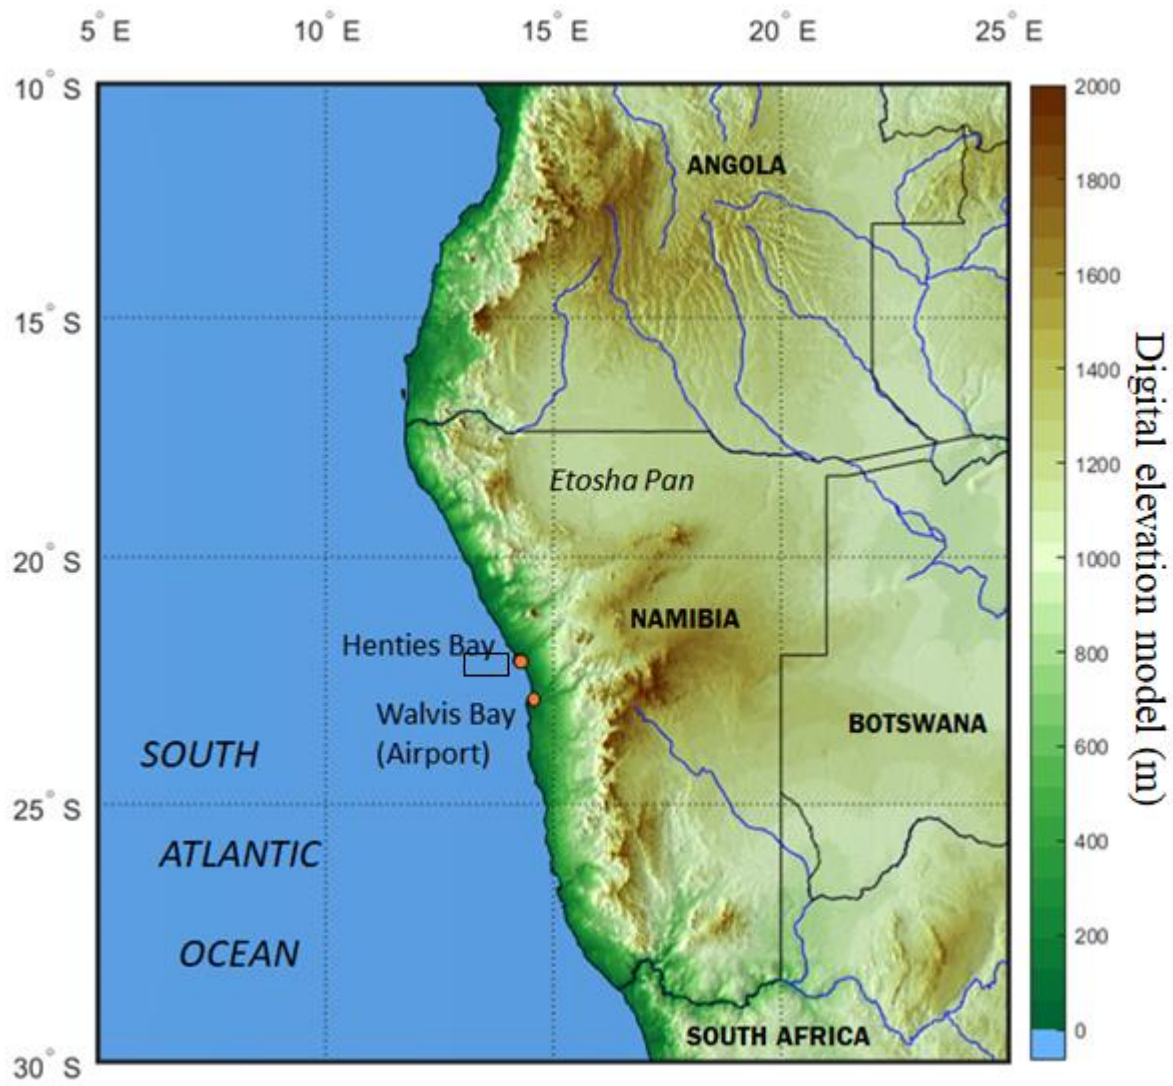 5° E 10° E 15° E 20° E 25° E
10° S
15° S
20° S
25° S
30° S
ANGOLA
Etosha Pan
NAMIBIA
Henties Bay
Walvis Bay
(Airport)
BOTSWANA
SOUTH
ATLANTIC
OCEAN
SOUTH AFRICA
2000
1800
1600
1400
1200
1000
800
600
400
200
0
Digital elevation model (m)